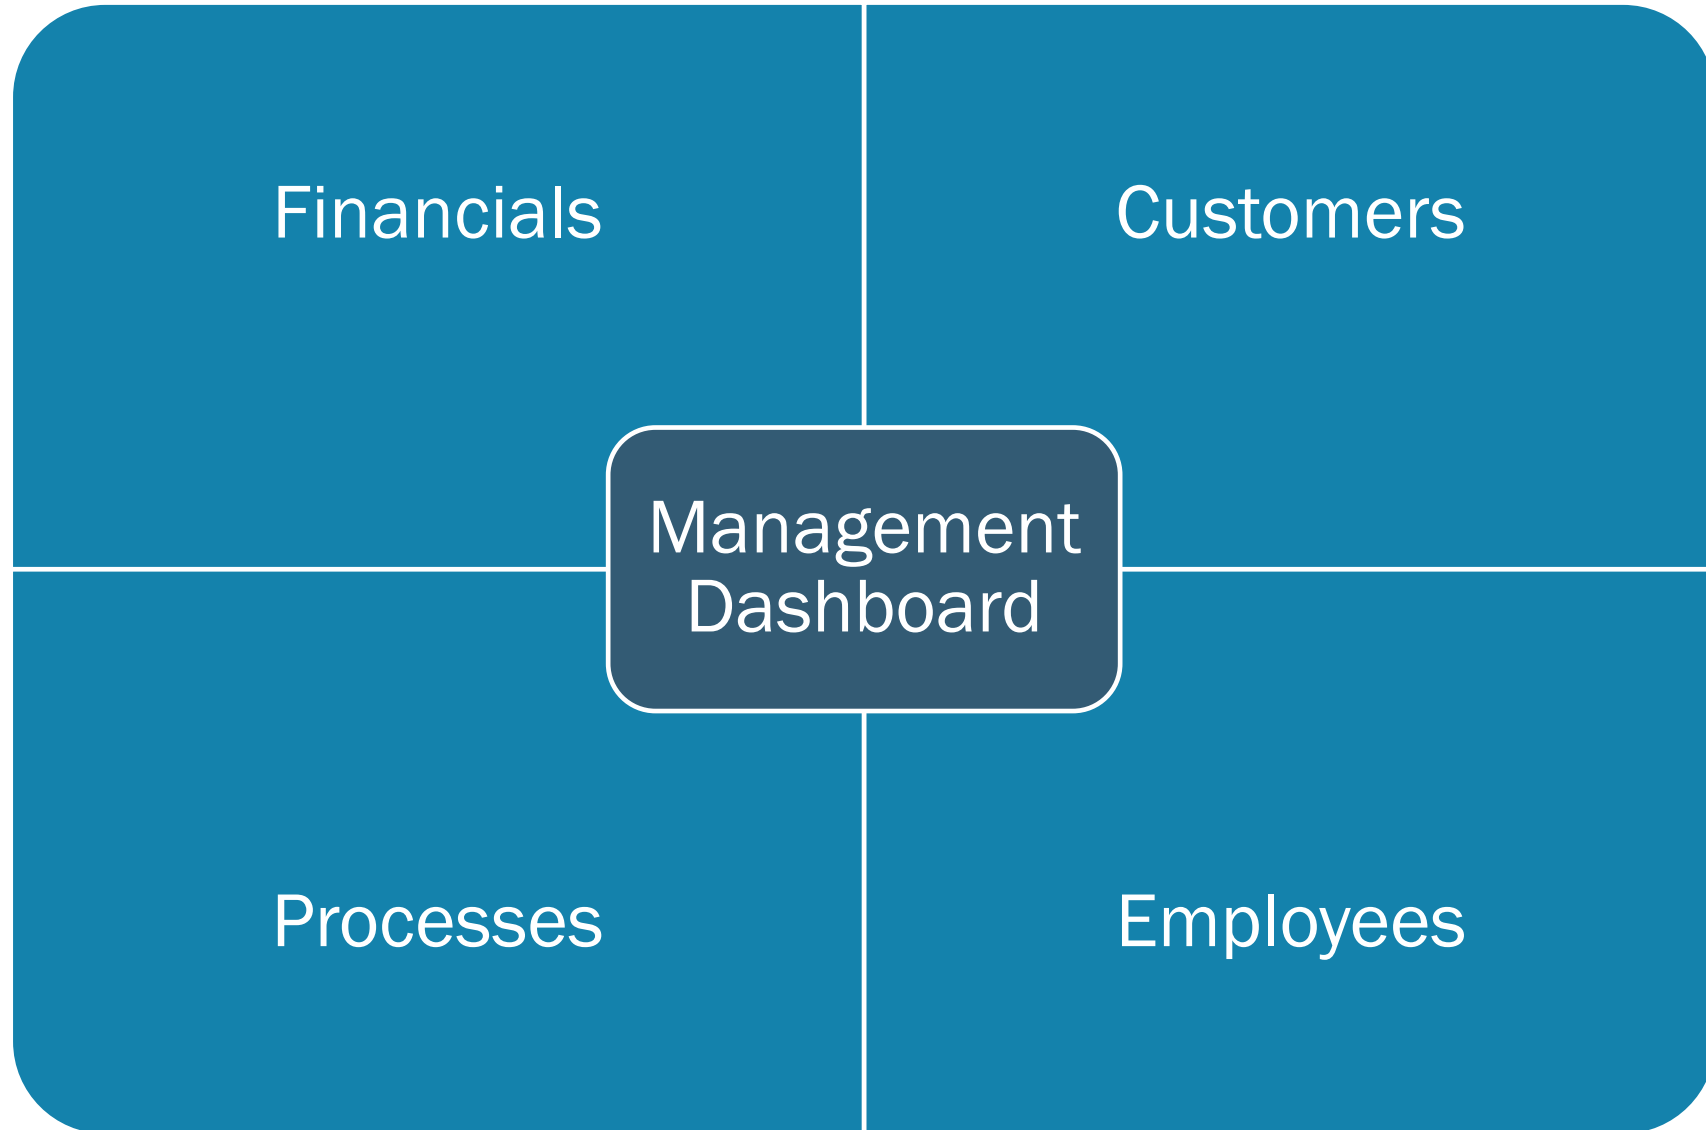 Financials
Customers
Management
Dashboard
Processes
Employees